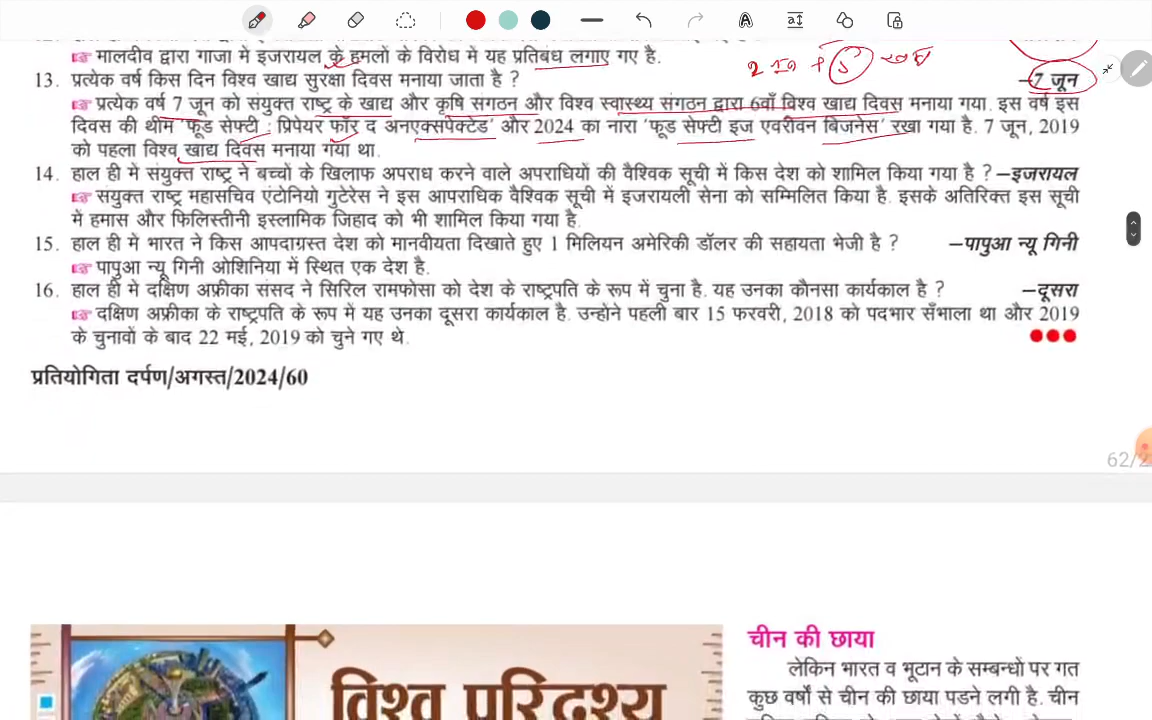 मालदीव द्वारा गाजा में इजरायल के हमलों के विरोध में यह प्रतिबंध लगाए गए है.
13. प्रत्येक वर्ष किस दिन विश्व खाद्य सुरक्षा दिवस मनाया जाता है ? –7 जून
प्रत्येक वर्ष 7 जून को संयुक्त राष्ट्र के खाद्य और कृषि संगठन और विश्व स्वास्थ्य संगठन द्वारा 6वाँ विश्व खाद्य दिवस मनाया गया. इस वर्ष इस
दिवस की थीम 'फूड सेफ्टी : प्रिपेयर फॉर द अनएक्सपेक्टेड' और 2024 का नारा 'फूड सेफ्टी इज एवरीवन बिजनेस' रखा गया है. 7 जून, 2019
को पहला विश्व खाद्य दिवस मनाया गया था.
14. हाल ही में संयुक्त राष्ट्र ने बच्चों के खिलाफ अपराध करने वाले अपराधियों की वैश्विक सूची में किस देश को शामिल किया गया है ? –इजरायल
संयुक्त राष्ट्र महासचिव एंटोनियो गुटेरेस ने इस आपराधिक वैश्विक सूची में इजरायली सेना को सम्मिलित किया है. इसके अतिरिक्त इस सूची
में हमास और फिलिस्तीनी इस्लामिक जिहाद को भी शामिल किया गया है.
15. हाल ही में भारत ने किस आपदाग्रस्त देश को मानवीयता दिखाते हुए 1 मिलियन अमेरिकी डॉलर की सहायता भेजी है ? –पापुआ न्यू गिनी
पापुआ न्यू गिनी ओशिनिया में स्थित एक देश है.
16. हाल ही मे दक्षिण अफ्रीका संसद ने सिरिल रामफोसा को देश के राष्ट्रपति के रूप में चुना है. यह उनका कौनसा कार्यकाल है ? –दूसरा
दक्षिण अफ्रीका के राष्ट्रपति के रूप में यह उनका दूसरा कार्यकाल है. उन्होंने पहली बार 15 फरवरी, 2018 को पदभार सँभाला था और 2019
के चुनावों के बाद 22 मई, 2019 को चुने गए थे.
प्रतियोगिता दर्पण/अगस्त/2024/60
62/2
विश्व परिदृश्य
चीन की छाया
लेकिन भारत व भूटान के सम्बन्धों पर गत
कुछ वर्षों से चीन की छाया पडने लगी है. चीन